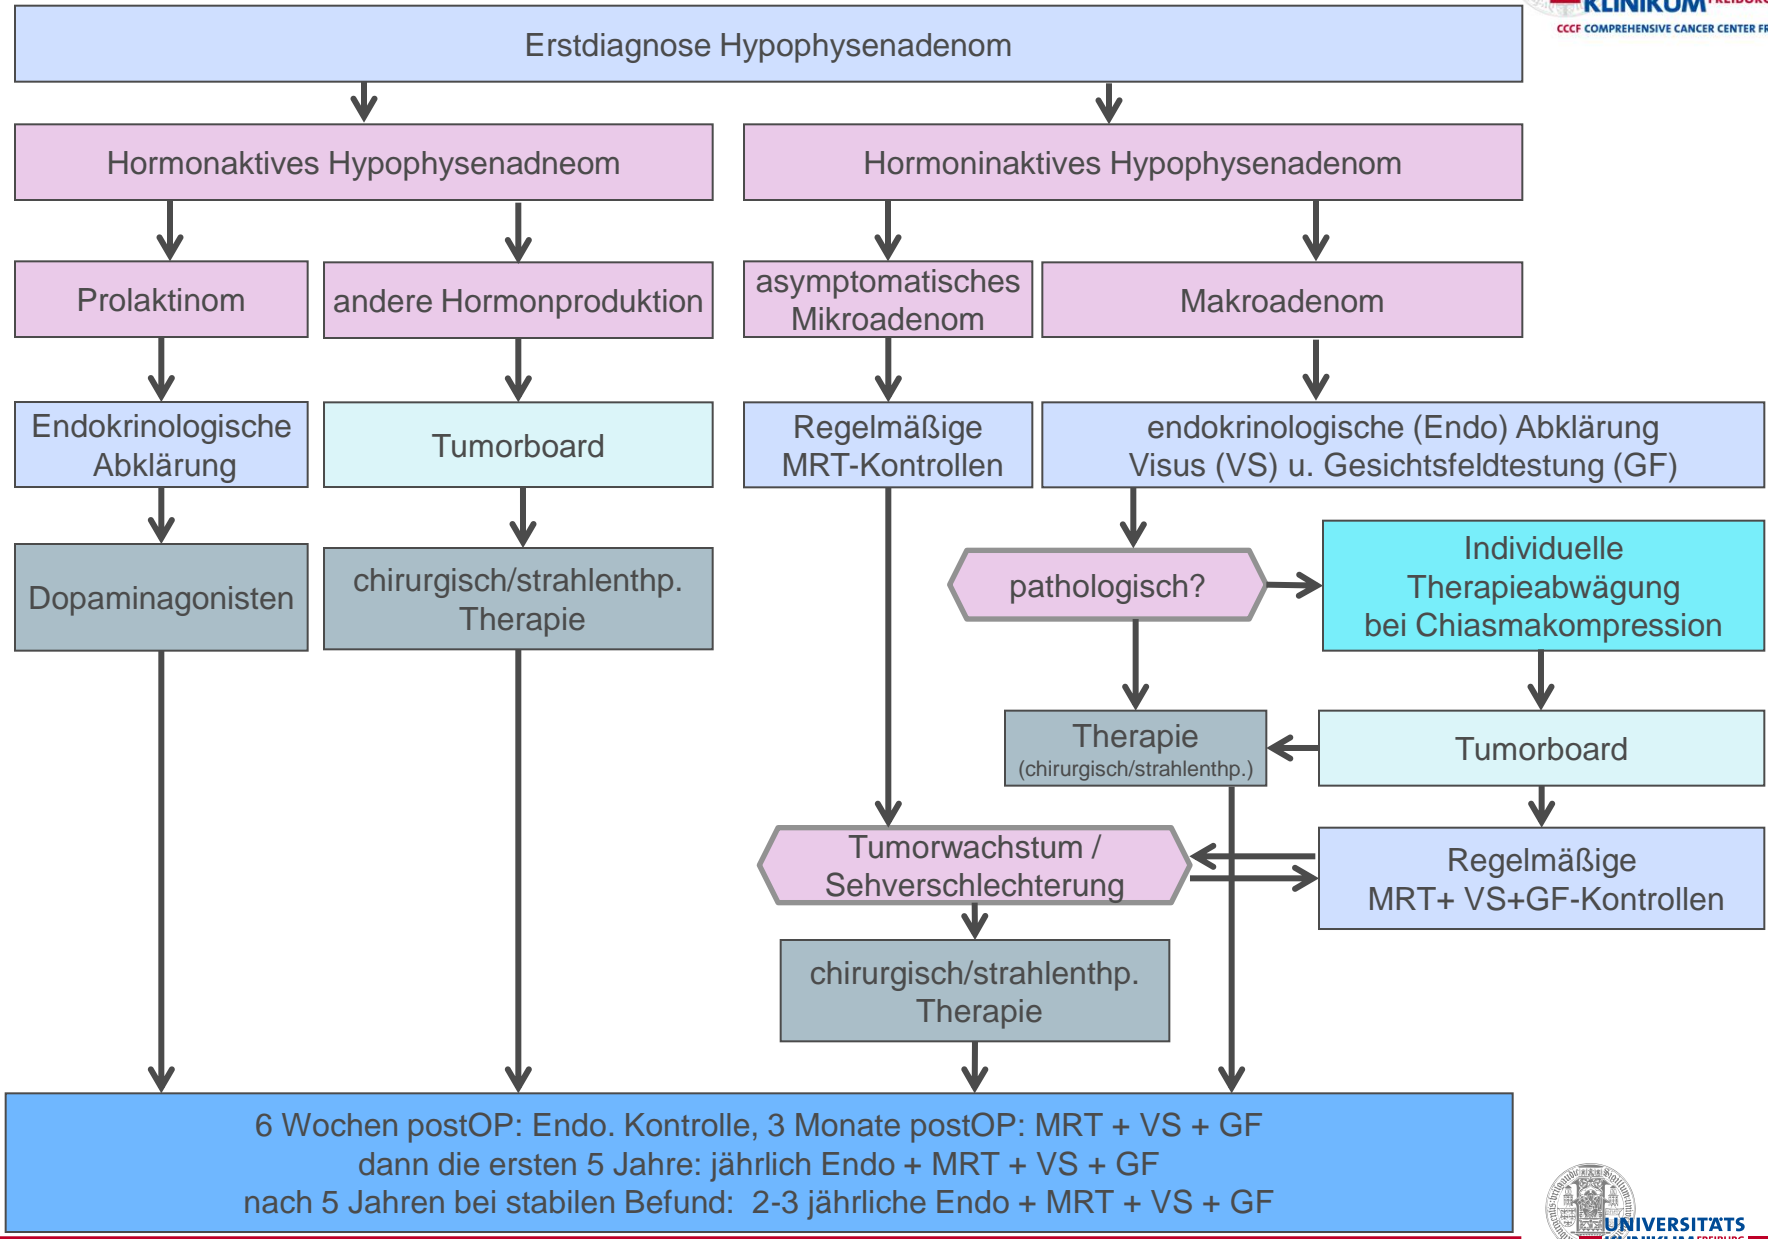 KLINIKUM
CCCF COMPREHENSIVE CANCER CENTER FR
Erstdiagnose Hypophysenadenom
Hormonaktives Hypophysenadneom
Hormoninaktives Hypophysenadenom
Prolaktinom
andere Hormonproduktion
asymptomatisches
Mikroadenom
Makroadenom
Endokrinologische
Abklärung
Tumorboard
Regelmäßige
MRT-Kontrollen
endokrinologische (Endo) Abklärung
Visus (VS) u. Gesichtsfeldtestung (GF)
Dopaminagonisten
chirurgisch/strahlenthp.
Therapie
pathologisch?
Individuelle
Therapieabwägung
bei Chiasmakompression
Therapie
(chirurgisch/strahlenthp.)
Tumorboard
Tumorwachstum /
Sehverschlechterung
Regelmäßige
MRT+ VS+GF-Kontrollen
chirurgisch/strahlenthp.
Therapie
6 Wochen postOP: Endo. Kontrolle, 3 Monate postOP: MRT + VS + GF
dann die ersten 5 Jahre: jährlich Endo + MRT + VS + GF
nach 5 Jahren bei stabilen Befund: 2-3 jährliche Endo + MRT + VS + GF
UNIVERSITÄTS